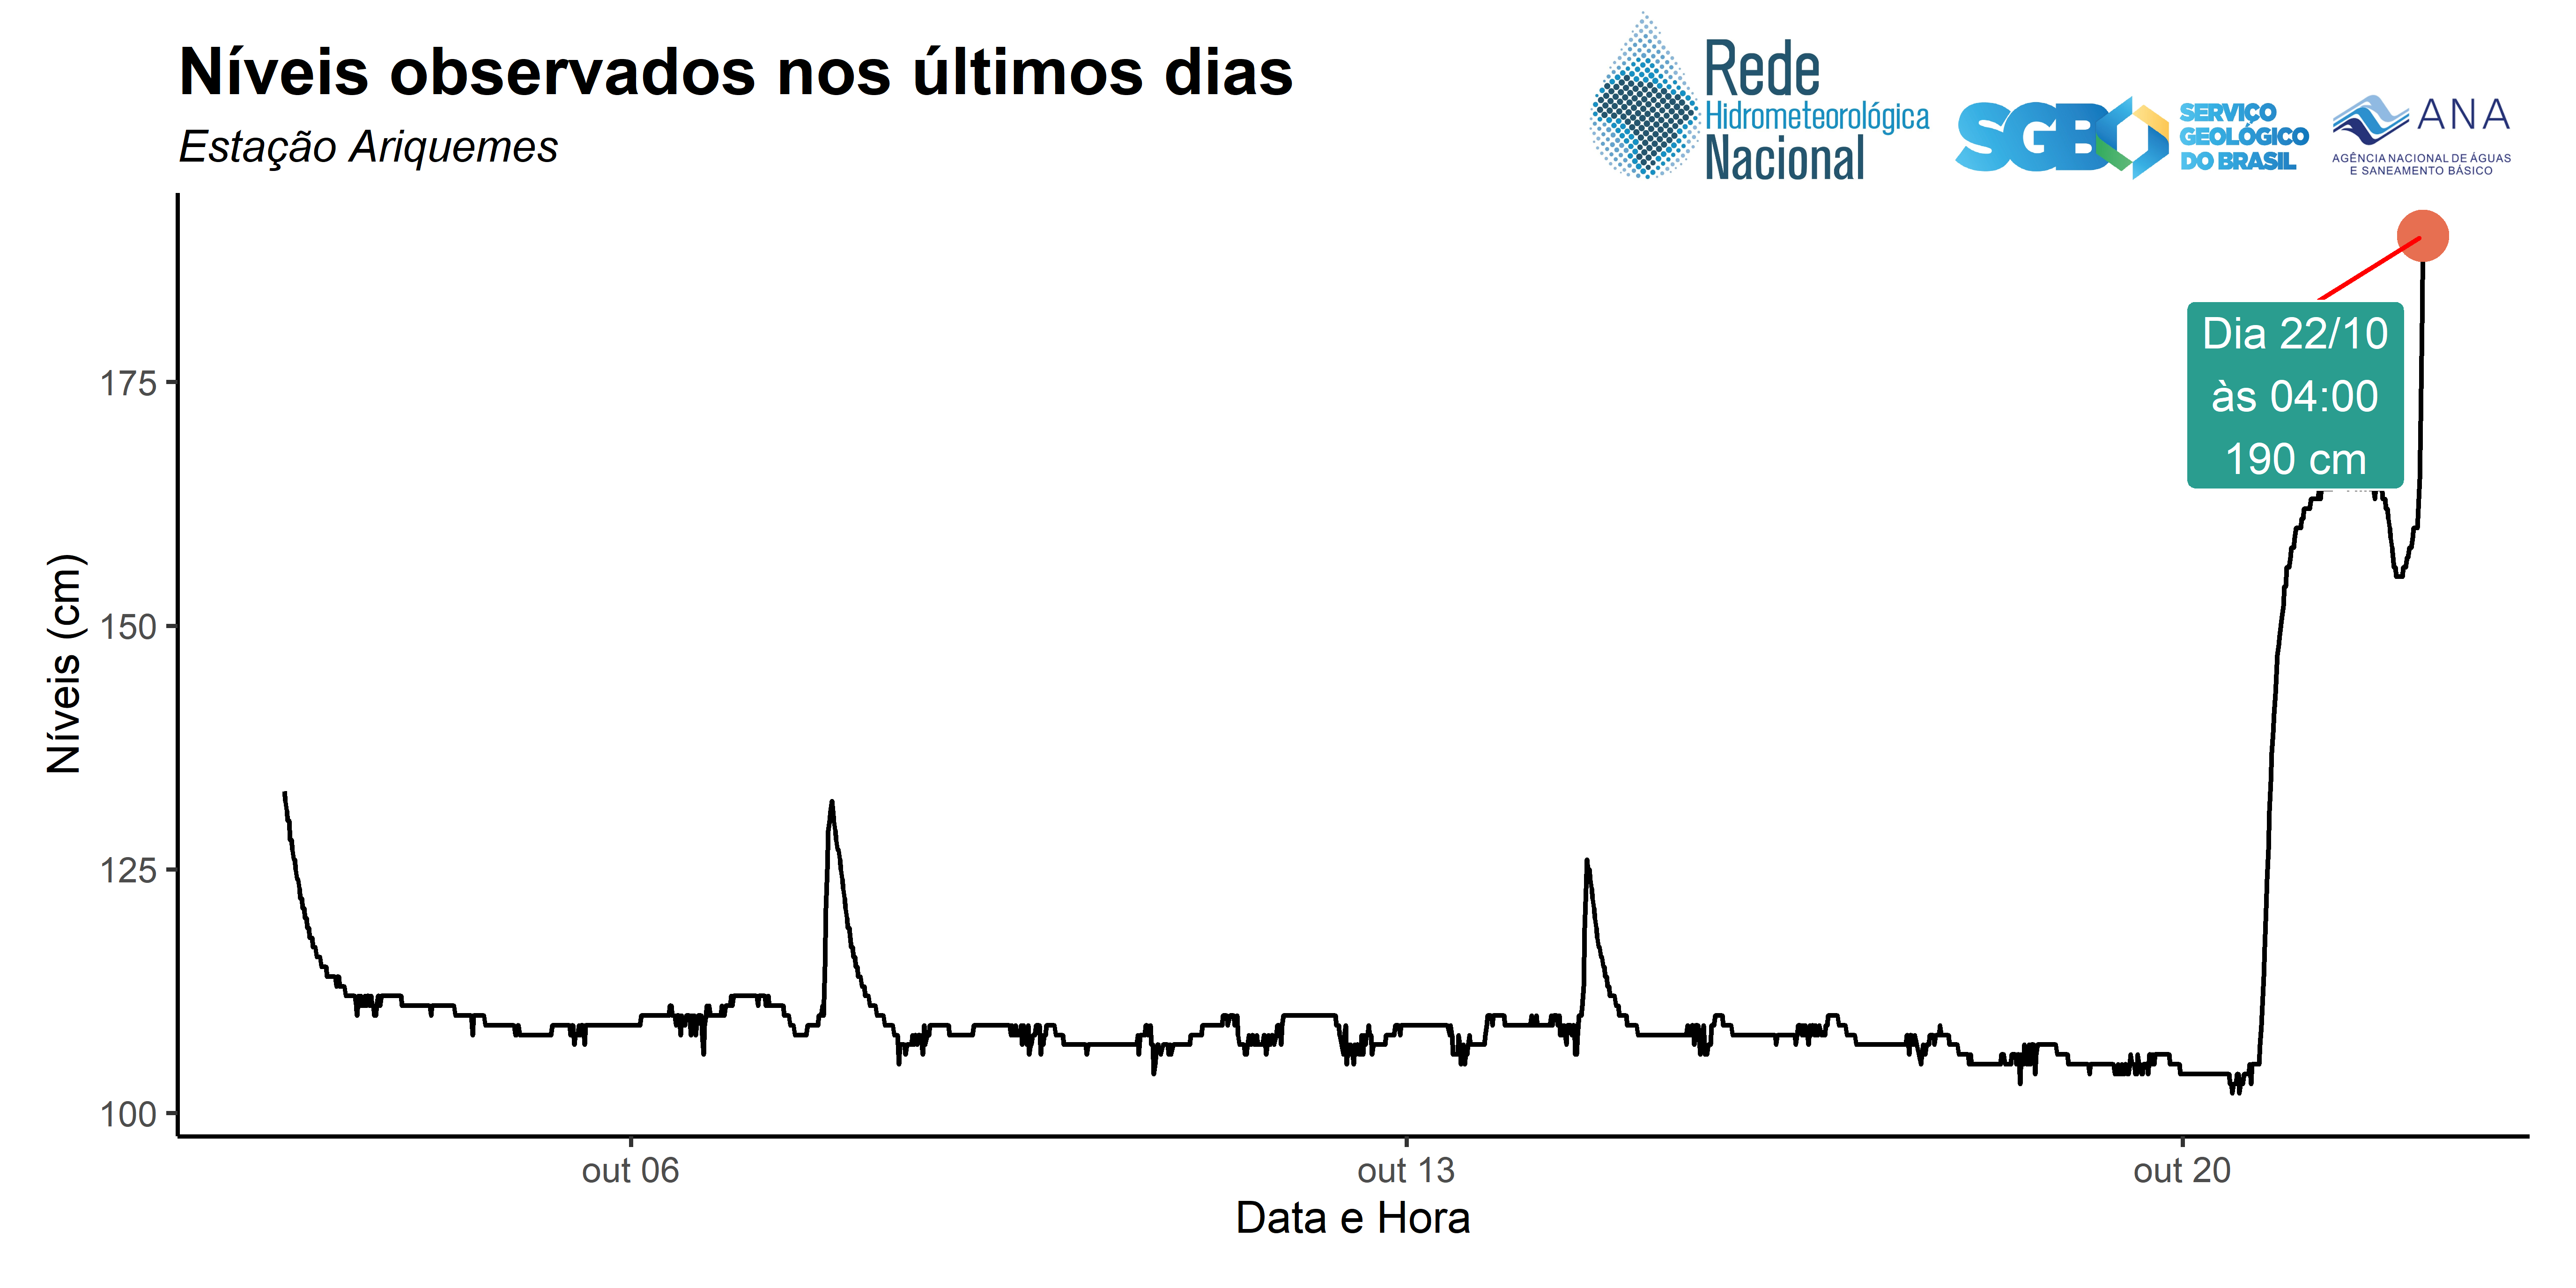 Níveis observados nos últimos dias
Estação Ariquemes
Rede
Hidrometeorológica
Nacional
SGB
SERVIÇO
GEOLÓGICO
DO BRASIL
ANA
AGÊNCIA NACIONAL DE ÁGUAS
E SANEAMENTO BÁSICO
Dia 22/10
às 04:00
190 cm
Níveis (cm)
175
150
125
100
out 06
out 13
out 20
Data e Hora